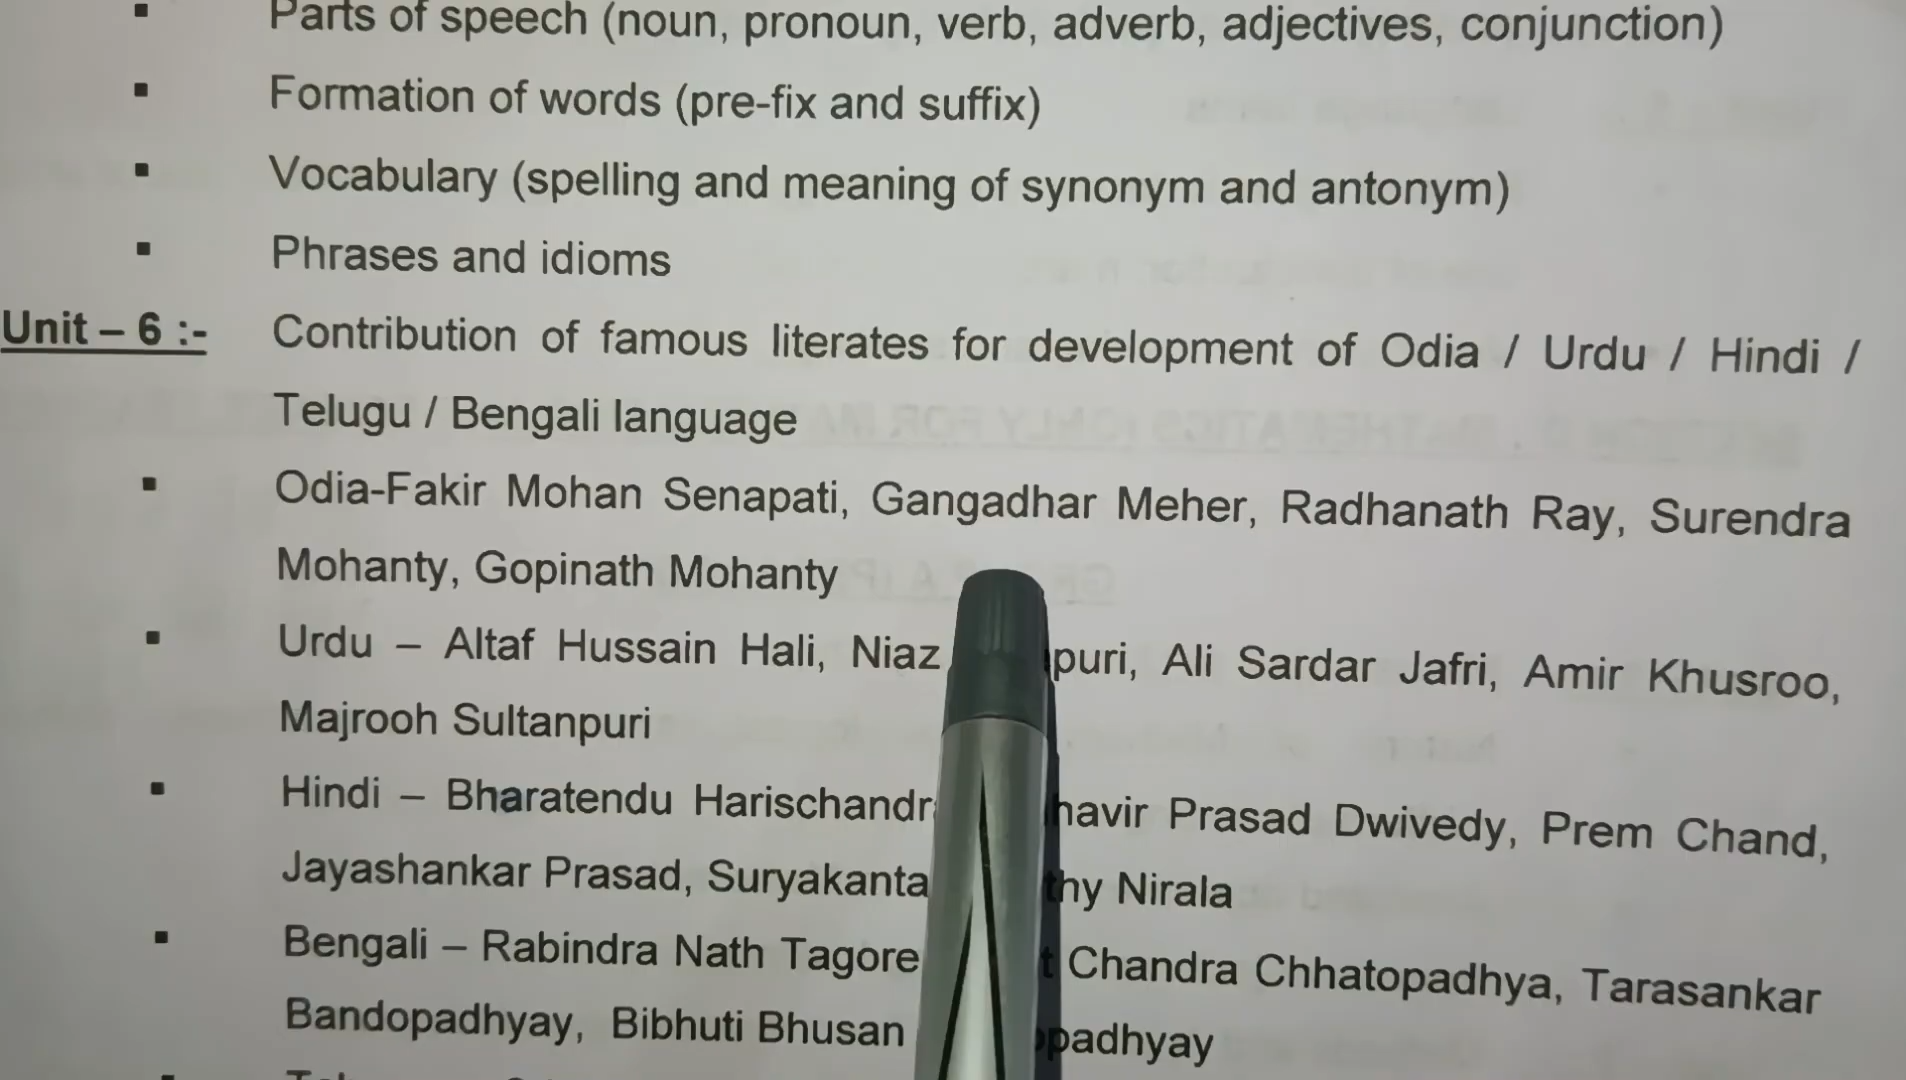 ▪ Parts of speech (noun, pronoun, verb, adverb, adjectives, conjunction)
▪ Formation of words (pre-fix and suffix)
▪ Vocabulary (spelling and meaning of synonym and antonym)
▪ Phrases and idioms
Unit – 6 :- Contribution of famous literates for development of Odia / Urdu / Hindi /
Telugu / Bengali language
▪ Odia-Fakir Mohan Senapati, Gangadhar Meher, Radhanath Ray, Surendra
Mohanty, Gopinath Mohanty
▪ Urdu – Altaf Hussain Hali, Niaz puri, Ali Sardar Jafri, Amir Khusroo,
Majrooh Sultanpuri
▪ Hindi – Bharatendu Harischandr havir Prasad Dwivedy, Prem Chand,
Jayashankar Prasad, Suryakanta thy Nirala
▪ Bengali – Rabindra Nath Tagore t Chandra Chhatopadhya, Tarasankar
Bandopadhyay, Bibhuti Bhusan padhyay